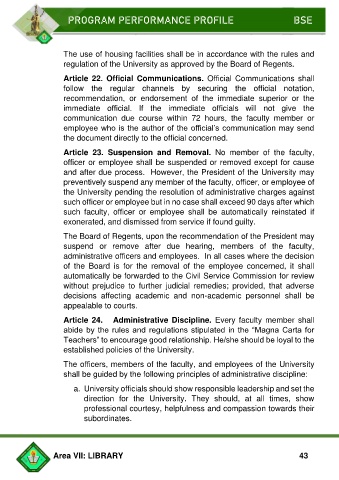 PROGRAM PERFORMANCE PROFILE BSE
The use of housing facilities shall be in accordance with the rules and
regulation of the University as approved by the Board of Regents.
Article 22. Official Communications. Official Communications shall
follow the regular channels by securing the official notation,
recommendation, or endorsement of the immediate superior or the
immediate official. If the immediate officials will not give the
communication due course within 72 hours, the faculty member or
employee who is the author of the official's communication may send
the document directly to the official concerned.
Article 23. Suspension and Removal. No member of the faculty,
officer or employee shall be suspended or removed except for cause
and after due process. However, the President of the University may
preventively suspend any member of the faculty, officer, or employee of
the University pending the resolution of administrative charges against
such officer or employee but in no case shall exceed 90 days after which
such faculty, officer or employee shall be automatically reinstated if
exonerated, and dismissed from service if found guilty.
The Board of Regents, upon the recommendation of the President may
suspend or remove after due hearing, members of the faculty,
administrative officers and employees. In all cases where the decision
of the Board is for the removal of the employee concerned, it shall
automatically be forwarded to the Civil Service Commission for review
without prejudice to further judicial remedies; provided, that adverse
decisions affecting academic and non-academic personnel shall be
appealable to courts.
Article 24. Administrative Discipline. Every faculty member shall
abide by the rules and regulations stipulated in the "Magna Carta for
Teachers" to encourage good relationship. He/she should be loyal to the
established policies of the University.
The officers, members of the faculty, and employees of the University
shall be guided by the following principles of administrative discipline:
a. University officials should show responsible leadership and set the
direction for the University. They should, at all times, show
professional courtesy, helpfulness and compassion towards their
subordinates.
Area VII: LIBRARY 43